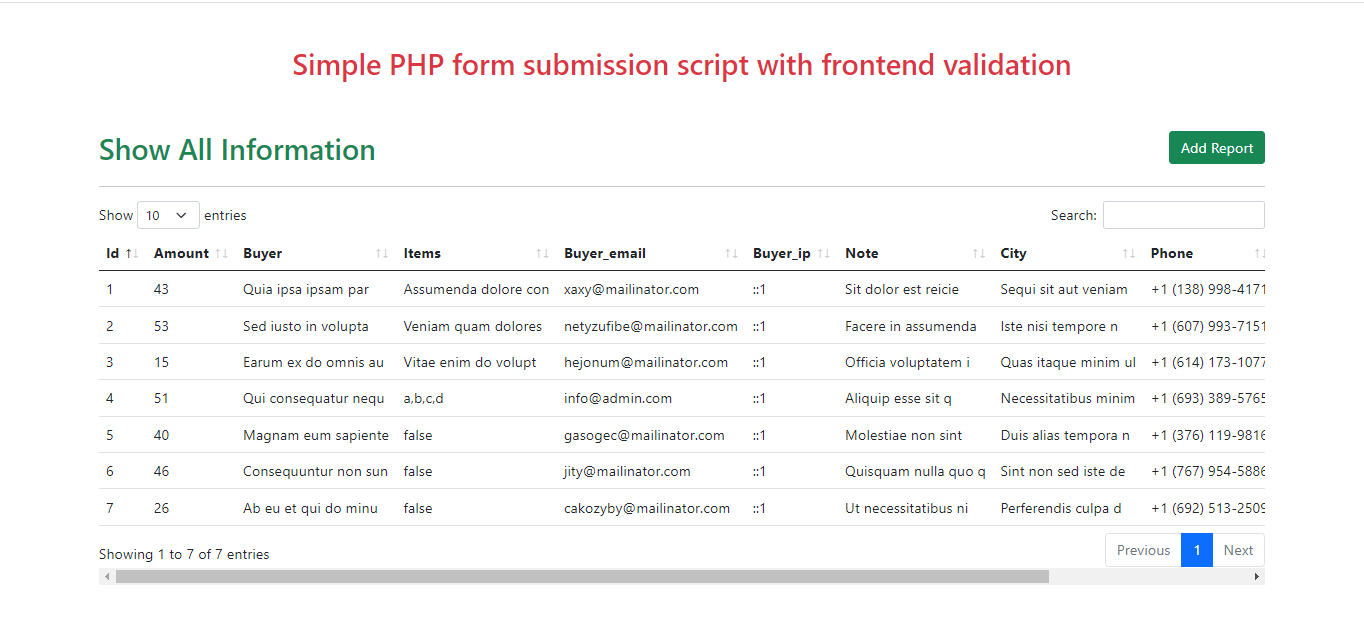 Simple PHP form submission script with frontend validation
Show All Information Add Report
Show 10 entries Search:
Id Amount Buyer Items Buyer_email Buyer_ip Note City Phone
1 43 Quia ipsa ipsam par Assumenda dolore con xaxy@mailinator.com ::1 Sit dolor est reicie Sequi sit aut veniam +1 (138) 998-4171
2 53 Sed iusto in volupta Veniam quam dolores netyzufibe@mailinator.com ::1 Facere in assumenda Iste nisi tempore n +1 (607) 993-7151
3 15 Earum ex do omnis au Vitae enim do volupt hejonum@mailinator.com ::1 Officia voluptatem i Quas itaque minim ul +1 (614) 173-1077
4 51 Qui consequatur nequ a,b,c,d info@admin.com ::1 Aliquip esse sit q Necessitatibus minim +1 (693) 389-5765
5 40 Magnam eum sapiente false gasogec@mailinator.com ::1 Molestiae non sint Duis alias tempora n +1 (376) 119-9816
6 46 Consequuntur non sun false jity@mailinator.com ::1 Quisquam nulla quo q Sint non sed iste de +1 (767) 954-5886
7 26 Ab eu et qui do minu false cakozyby@mailinator.com ::1 Ut necessitatibus ni Perferendis culpa d +1 (692) 513-2509
Showing 1 to 7 of 7 entries Previous 1 Next